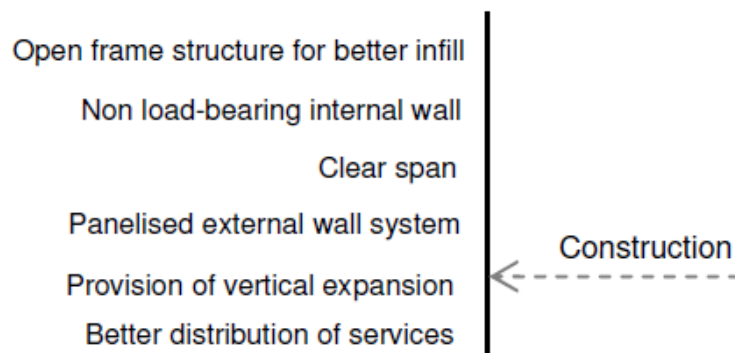 Open frame structure for better infill
Non load-bearing internal wall
Clear span
Panelised external wall system
Construction
Provision of vertical expansion
Better distribution of services